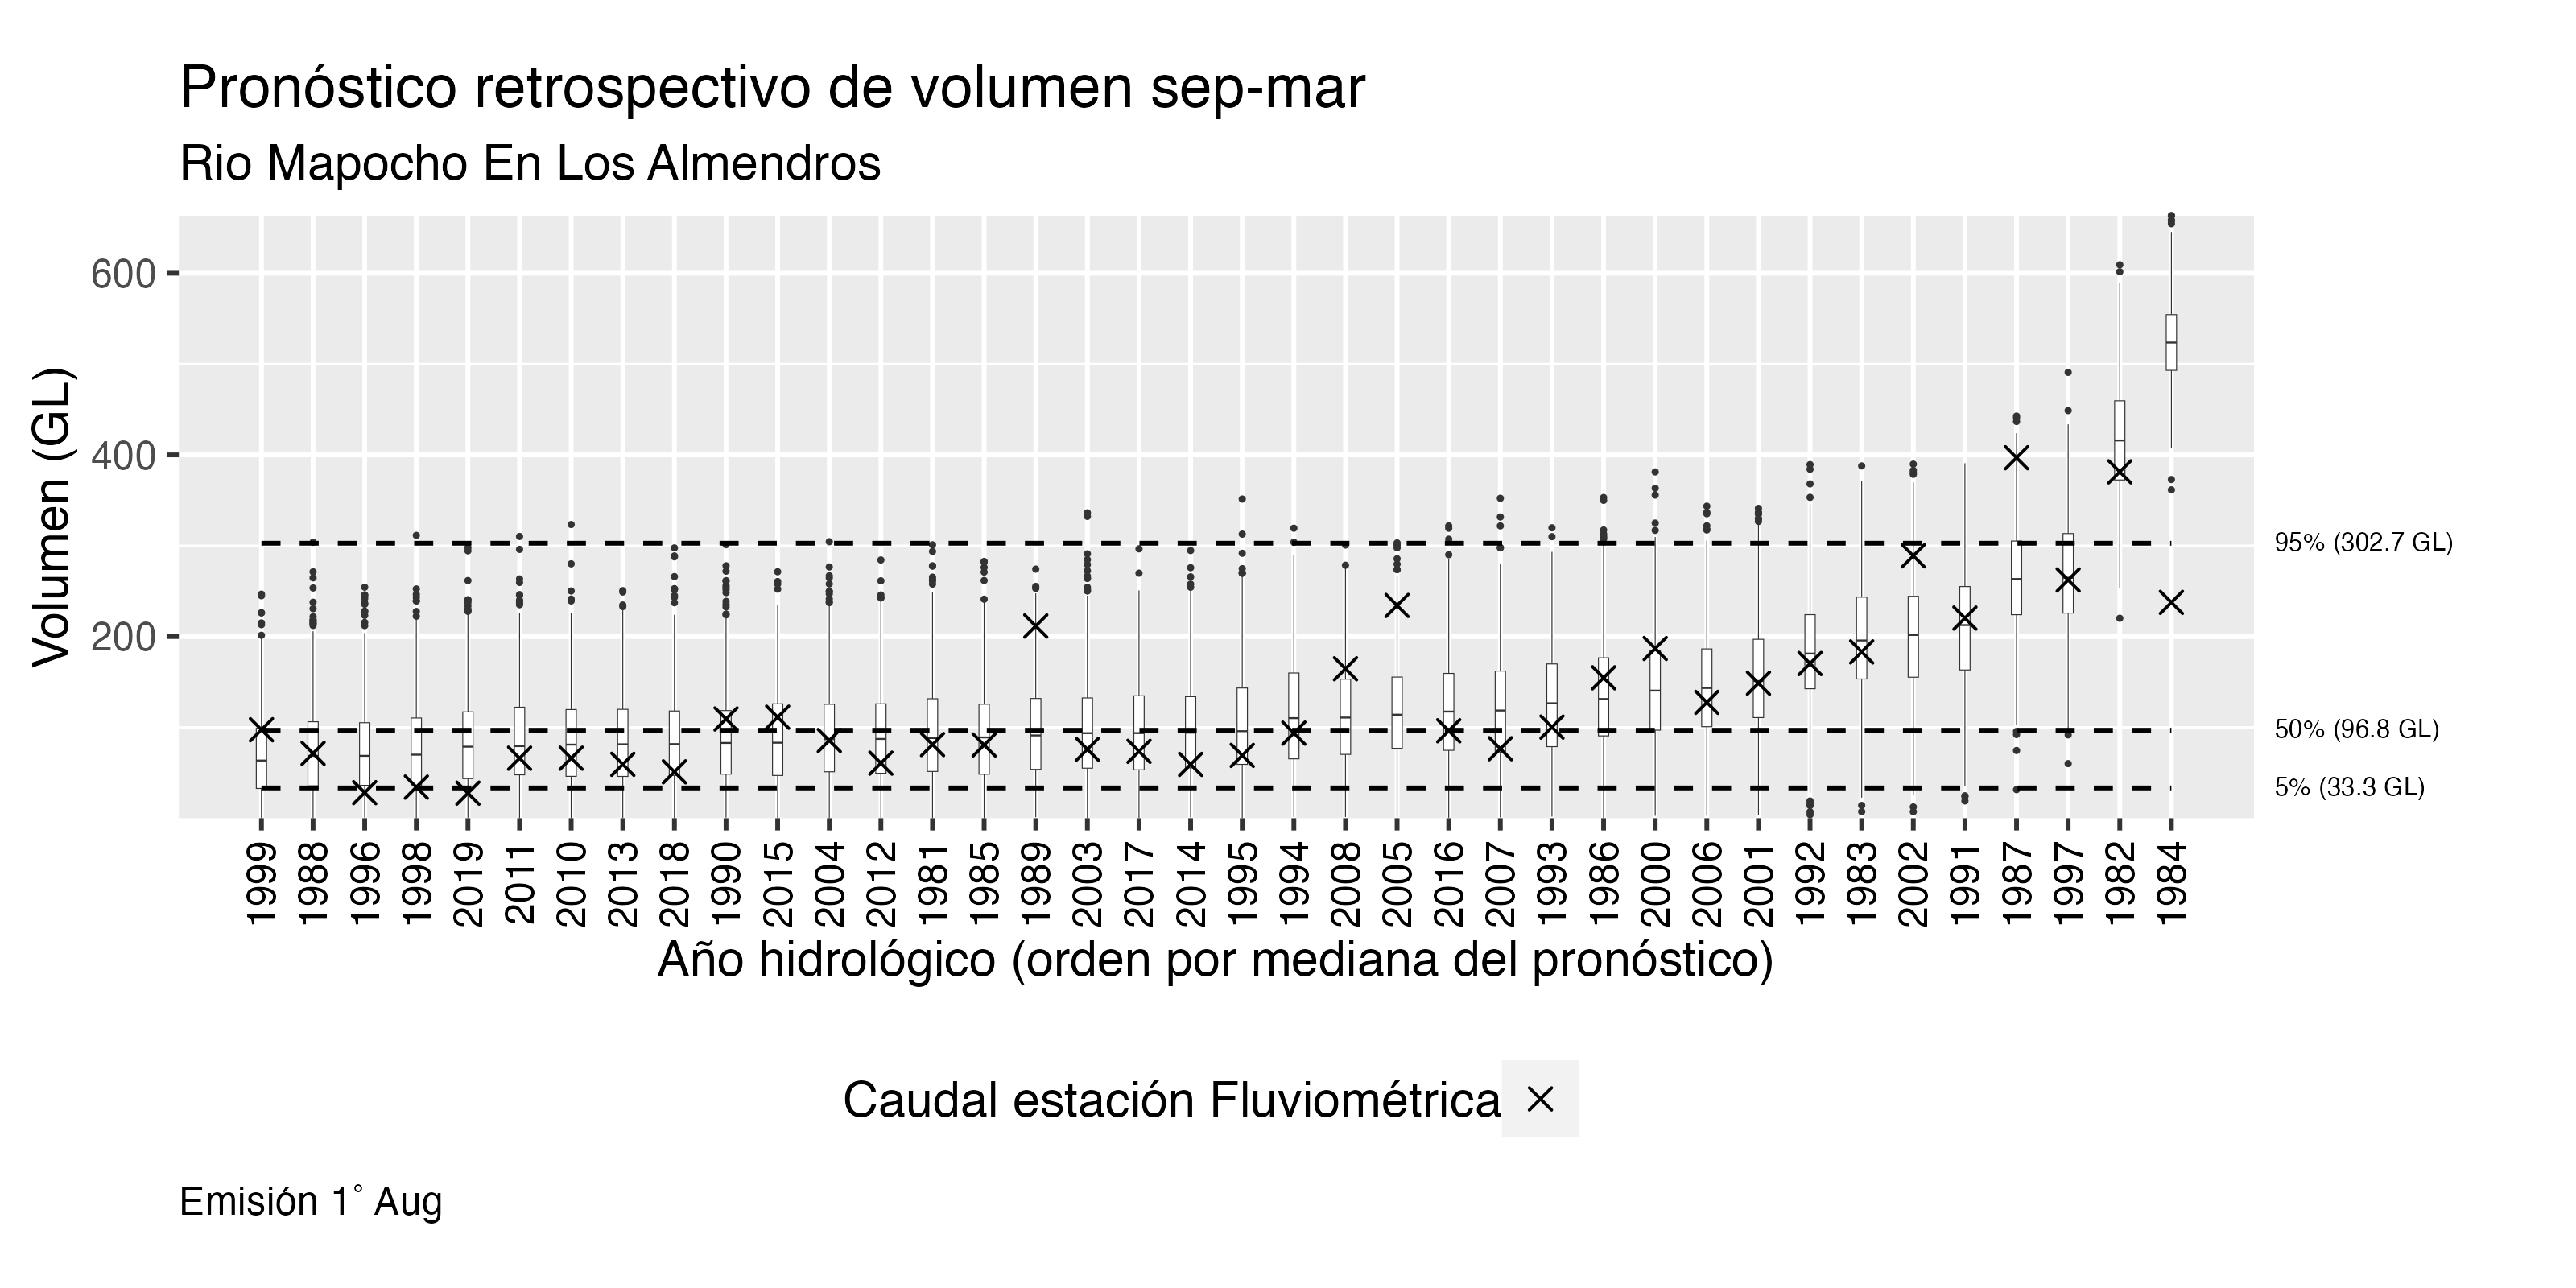 Pronóstico retrospectivo de volumen sep-mar
Rio Mapocho En Los Almendros
Volumen (GL)
600
400
200
95% (302.7 GL)
50% (96.8 GL)
5% (33.3 GL)
1999 1988 1996 1998 2019 2011 2010 2013 2018 1990 2015 2004 2012 1981 1985 1989 2003 2017 2014 1995 1994 2008 2005 2016 2007 1993 1986 2000 2006 2001 1992 1983 2002 1991 1987 1997 1982 1984
Año hidrológico (orden por mediana del pronóstico)
Caudal estación Fluviométrica
Emisión 1° Aug